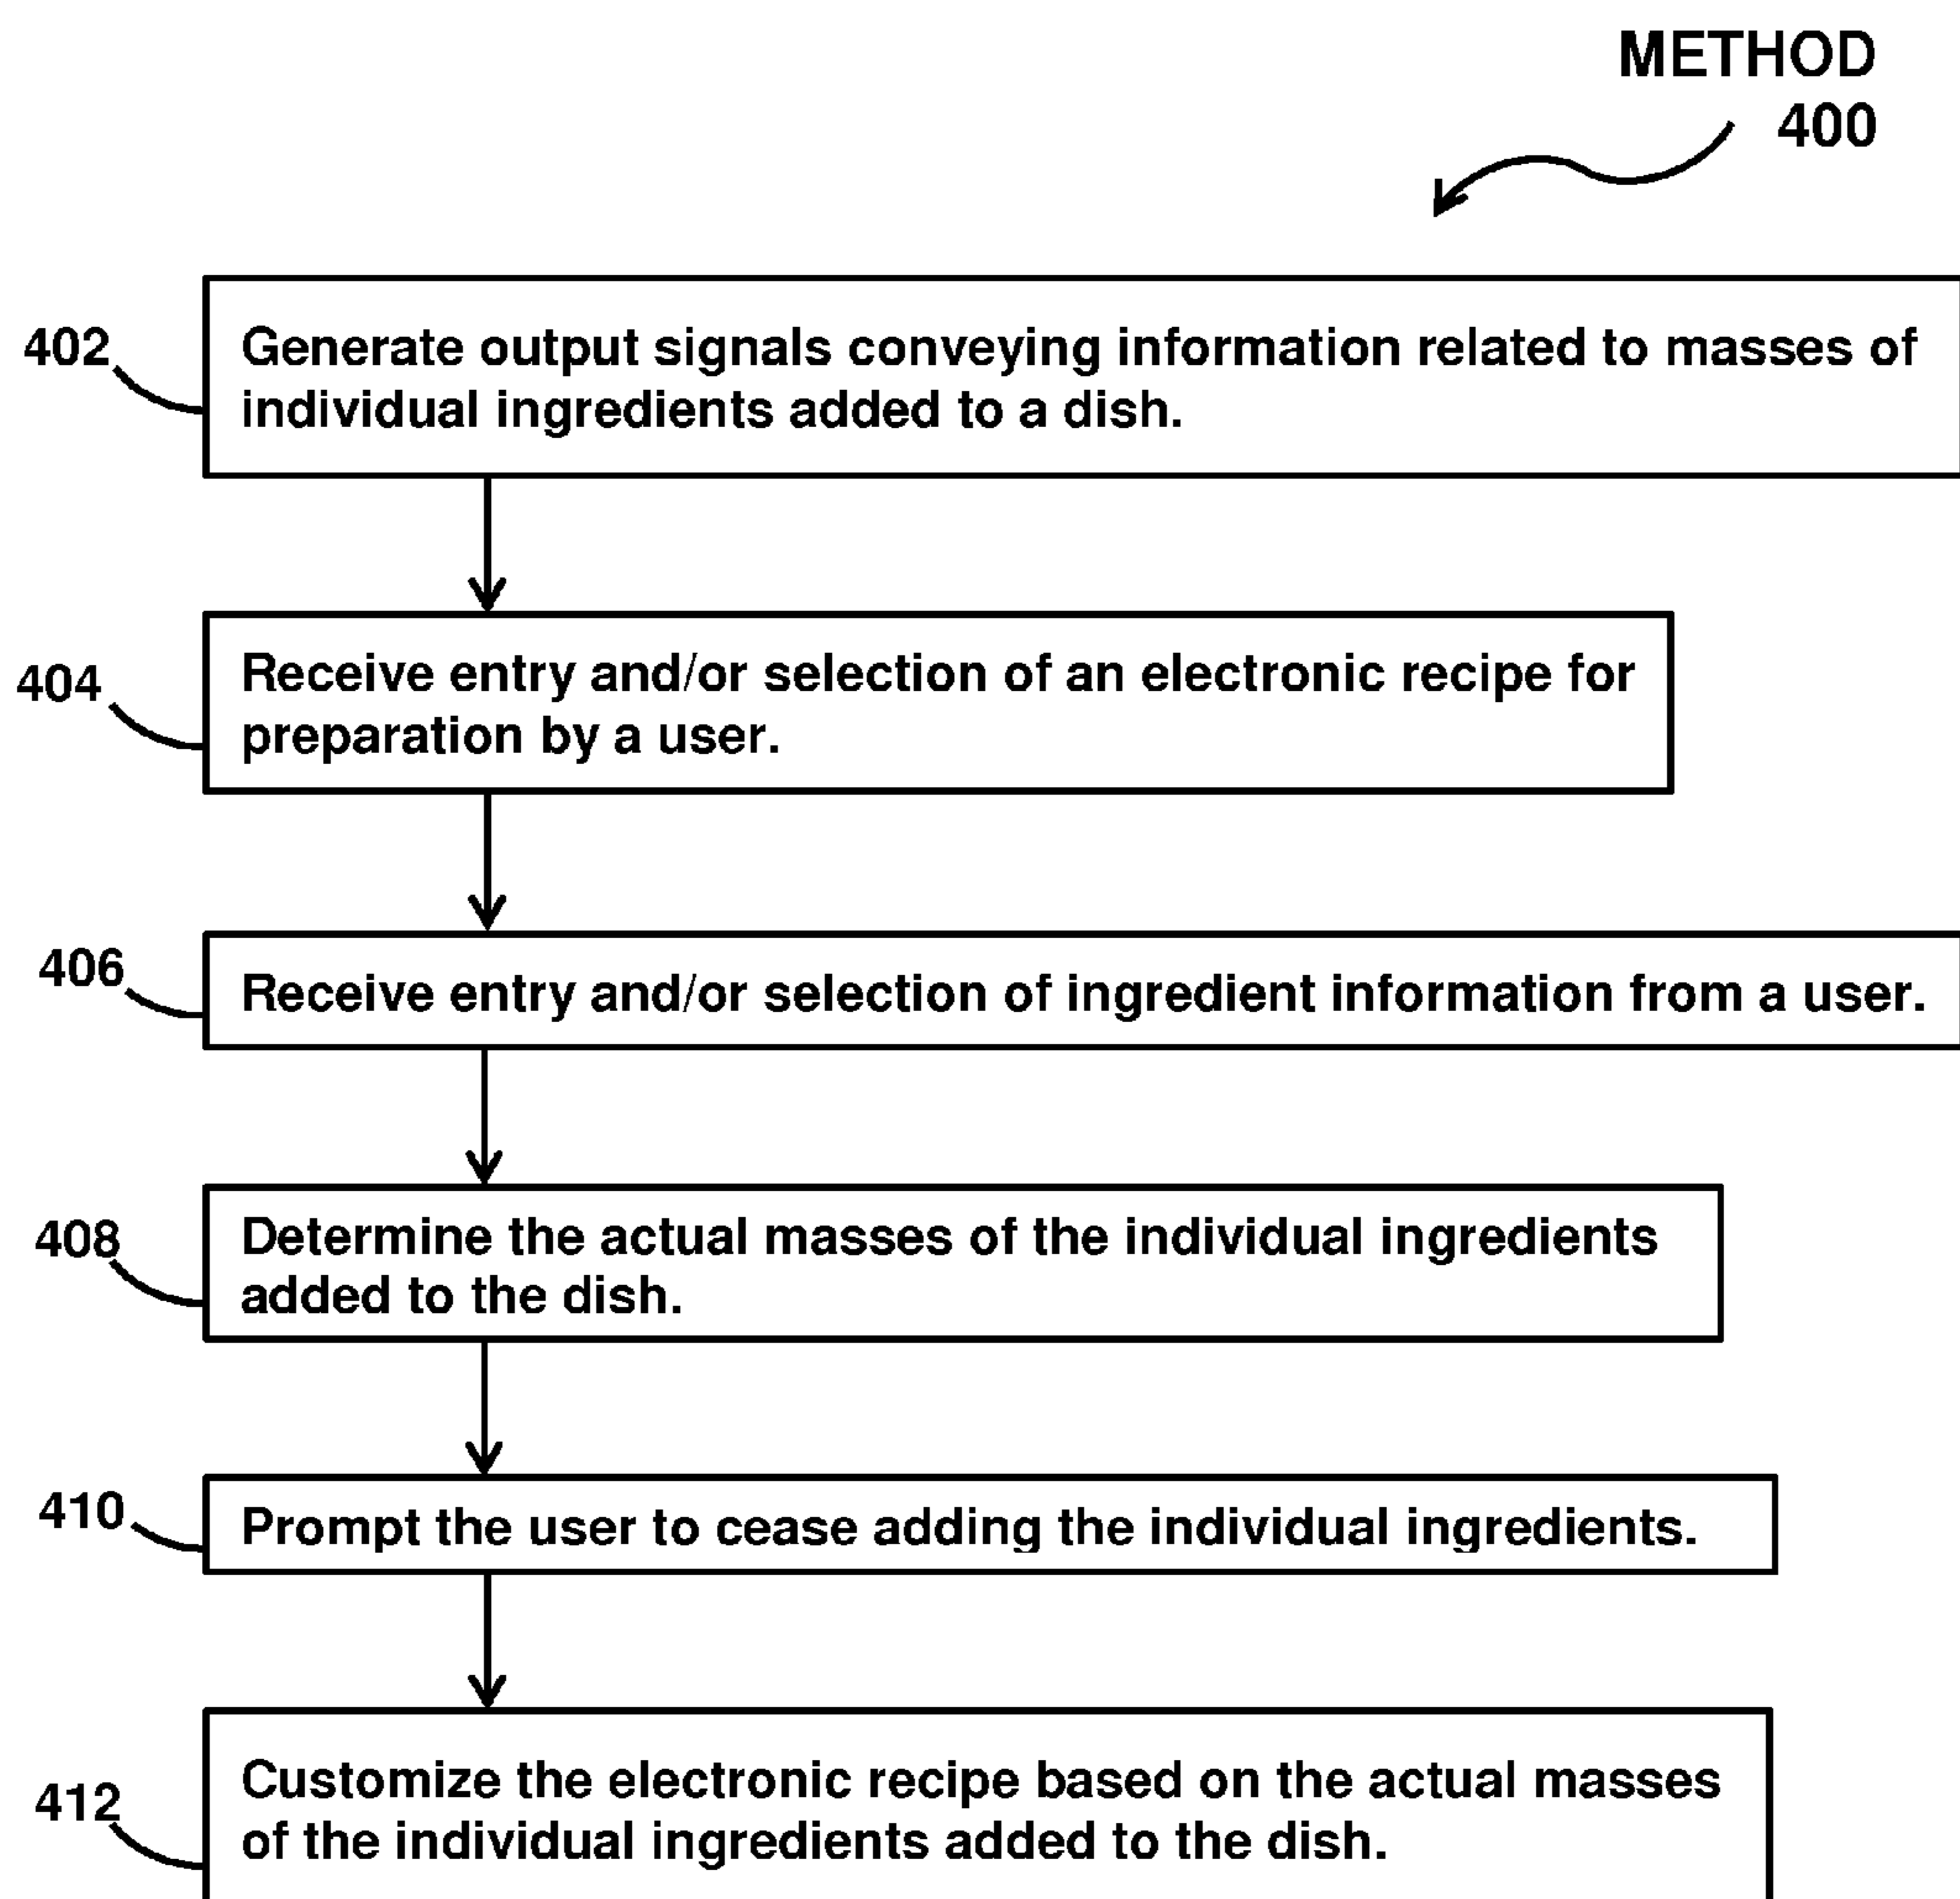 METHOD
400
402
Generate output signals conveying information related to masses of
individual ingredients added to a dish.
404
Receive entry and/or selection of an electronic recipe for
preparation by a user.
406
Receive entry and/or selection of ingredient information from a user.
408
Determine the actual masses of the individual ingredients
added to the dish.
410
Prompt the user to cease adding the individual ingredients.
412
Customize the electronic recipe based on the actual masses
of the individual ingredients added to the dish.